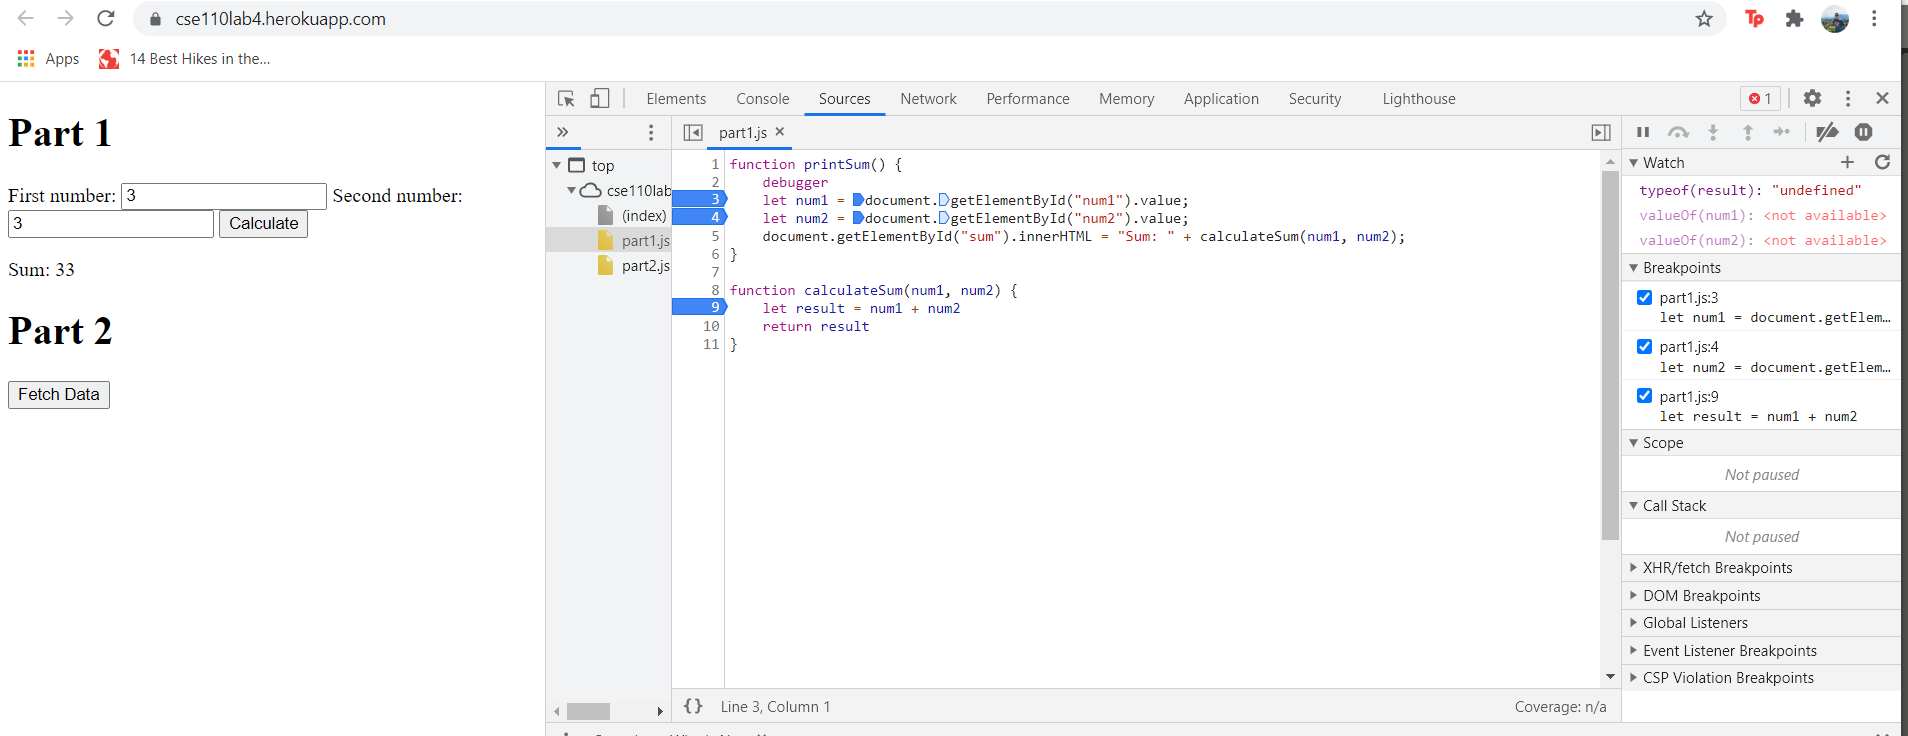 cse110lab4.herokuapp.com
Tp
Apps
14 Best Hikes in the...
Part 1
First number: 3 Second number:
3 Calculate
Sum: 33
Part 2
Fetch Data
Elements Console Sources Network Performance Memory Application Security Lighthouse 1
part1.js
top
cse110lab
(index)
part1.js
part2.js
1 function printSum() {
2 debugger
3 let num1 = document.getElementById("num1").value;
4 let num2 = document.getElementById("num2").value;
5 document.getElementById("sum").innerHTML = "Sum: " + calculateSum(num1, num2);
6 }
7
8 function calculateSum(num1, num2) {
9 let result = num1 + num2
10 return result
11 }
{} Line 3, Column 1 Coverage: n/a
Watch
typeof(result): "undefined"
valueOf(num1): <not available>
valueOf(num2): <not available>
Breakpoints
part1.js:3
let num1 = document.getElem…
part1.js:4
let num2 = document.getElem…
part1.js:9
let result = num1 + num2
Scope
Not paused
Call Stack
Not paused
XHR/fetch Breakpoints
DOM Breakpoints
Global Listeners
Event Listener Breakpoints
CSP Violation Breakpoints